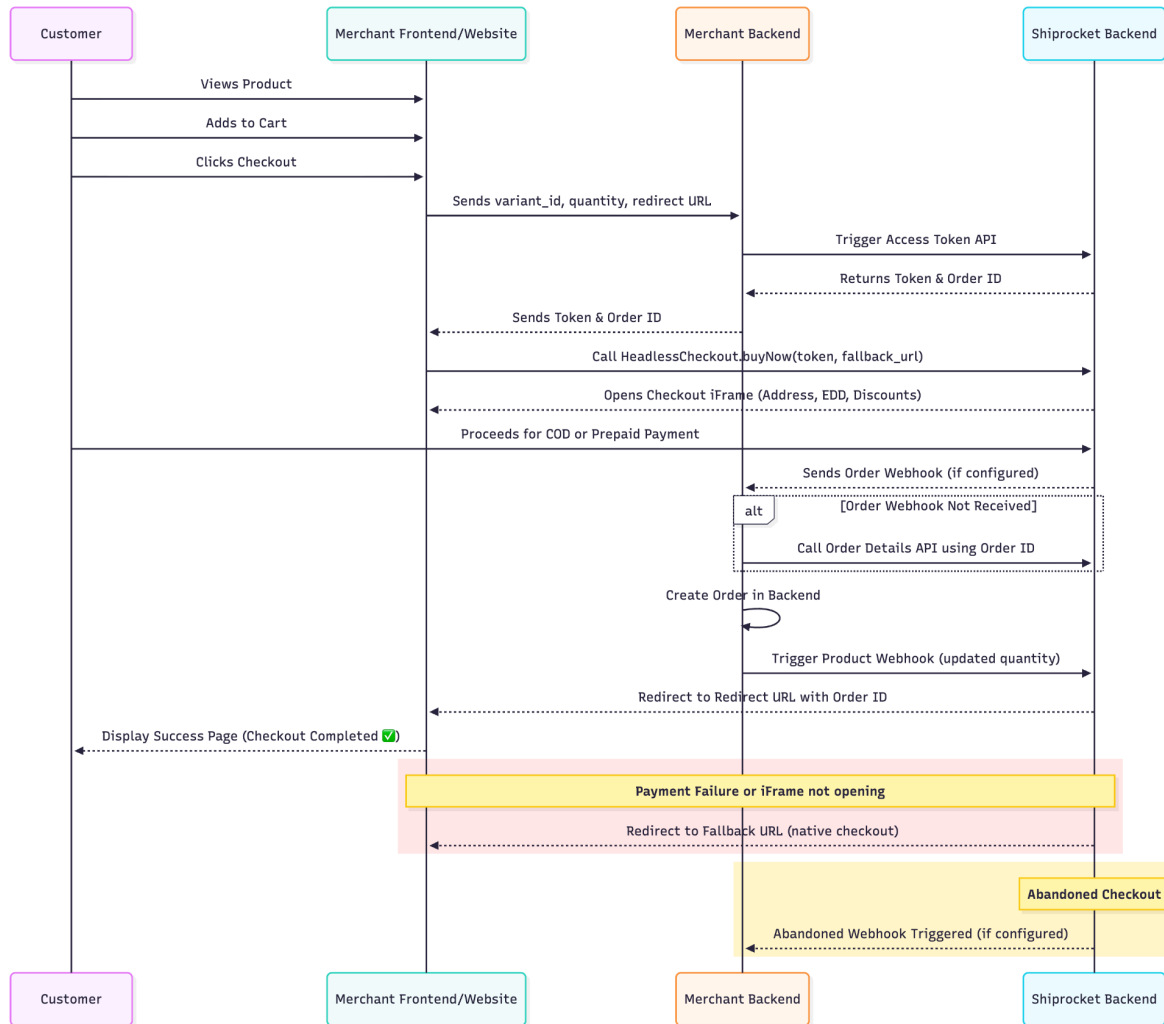 Customer
Merchant Frontend/Website
Merchant Backend
Shiprocket Backend
Views Product
Adds to Cart
Clicks Checkout
Sends variant_id, quantity, redirect URL
Trigger Access Token API
Returns Token & Order ID
Sends Token & Order ID
Call HeadlessCheckout.buyNow(token, fallback_url)
Opens Checkout iFrame (Address, EDD, Discounts)
Proceeds for COD or Prepaid Payment
Sends Order Webhook (if configured)
alt
[Order Webhook Not Received]
Call Order Details API using Order ID
Create Order in Backend
Trigger Product Webhook (updated quantity)
Redirect to Redirect URL with Order ID
Display Success Page (Checkout Completed ✅)
Payment Failure or iFrame not opening
Redirect to Fallback URL (native checkout)
Abandoned Checkout
Abandoned Webhook Triggered (if configured)
Customer
Merchant Frontend/Website
Merchant Backend
Shiprocket Backend